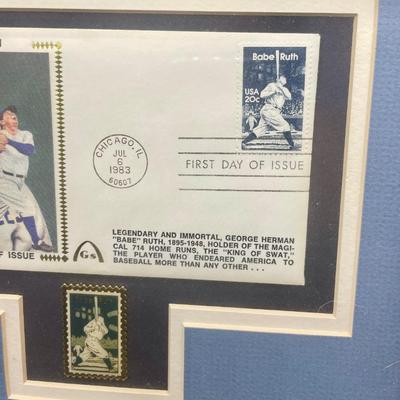 Babe Ruth
USA
20c
CHICAGO, IL
JUL
6
1983
60607
FIRST DAY OF ISSUE
ISSUE
Gs
LEGENDARY AND IMMORTAL, GEORGE HERMAN
"BABE" RUTH, 1895-1948, HOLDER OF THE MAGI-
CAL 714 HOME RUNS, THE "KING OF SWAT,"
THE PLAYER WHO ENDEARED AMERICA TO
BASEBALL MORE THAN ANY OTHER . . .